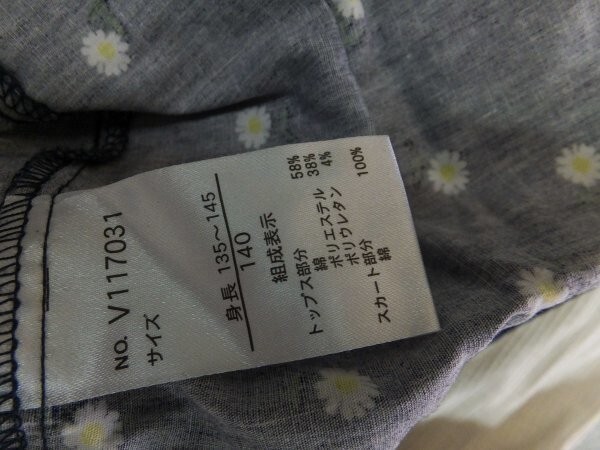 NO. V117031
サイズ
身長 135～145
140
組成表示
トップス部分
綿 58%
ポリエステル 38%
ポリウレタン 4%
スカート部分
綿 100%